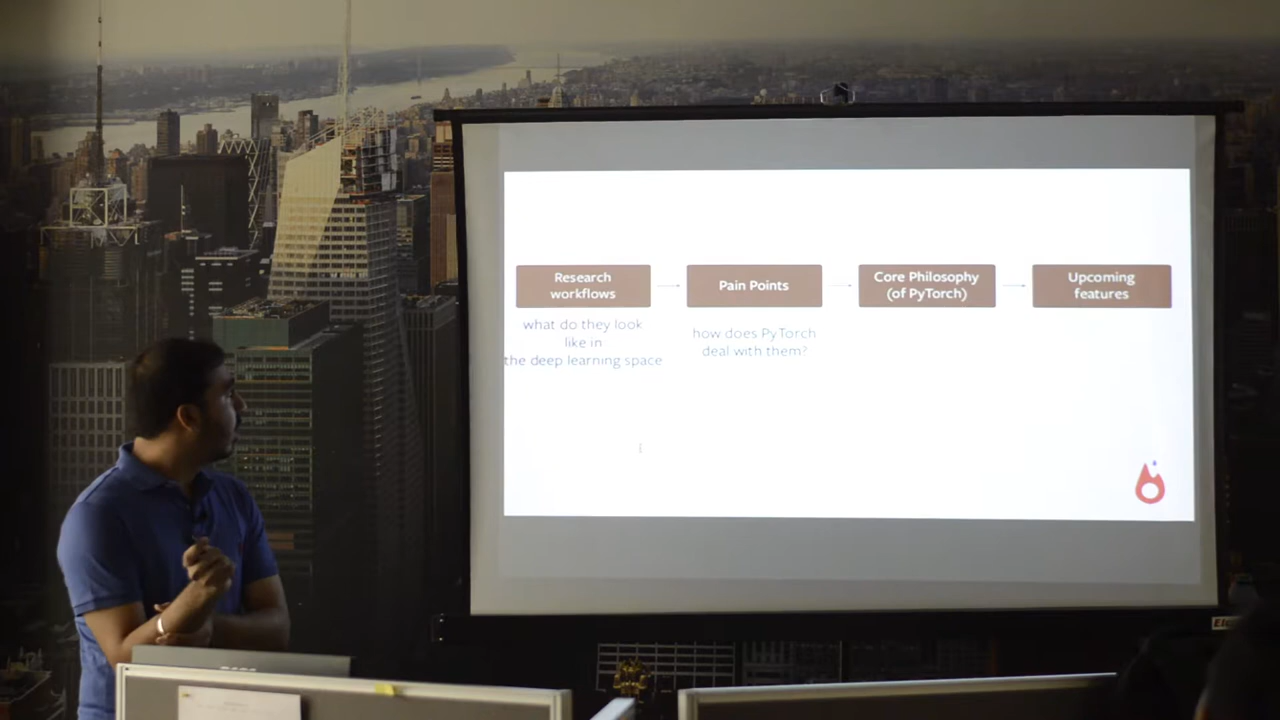 Research
workflows
Pain Points
Core Philosophy
(of PyTorch)
Upcoming
features
what do they look
like in
the deep learning space
how does PyTorch
deal with them?